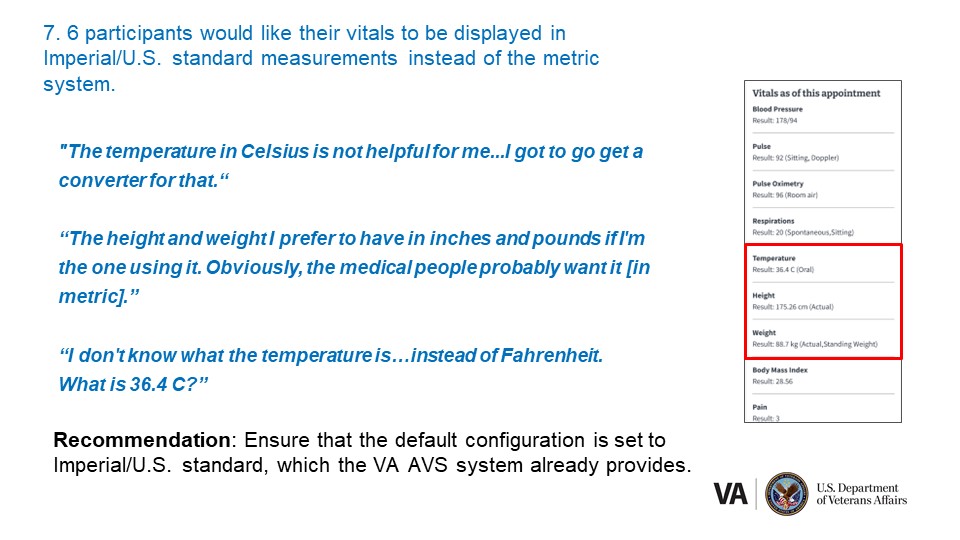 7. 6 participants would like their vitals to be displayed in
Imperial/U.S. standard measurements instead of the metric
system.
"The temperature in Celsius is not helpful for me...I got to go get a
converter for that.“
“The height and weight I prefer to have in inches and pounds if I'm
the one using it. Obviously, the medical people probably want it [in
metric].”
“I don't know what the temperature is…instead of Fahrenheit.
What is 36.4 C?”
Recommendation: Ensure that the default configuration is set to
Imperial/U.S. standard, which the VA AVS system already provides.
Vitals as of this appointment
Blood Pressure
Result: 178/94
Pulse
Result: 92 (Sitting, Doppler)
Pulse Oximetry
Result: 96 (Room air)
Respirations
Result: 20 (Spontaneous,Sitting)
Temperature
Result: 36.4 C (Oral)
Height
Result: 175.26 cm (Actual)
Weight
Result: 88.7 kg (Actual,Standing Weight)
Body Mass Index
Result: 28.56
Pain
Result: 3
VA
U.S. Department
of Veterans Affairs